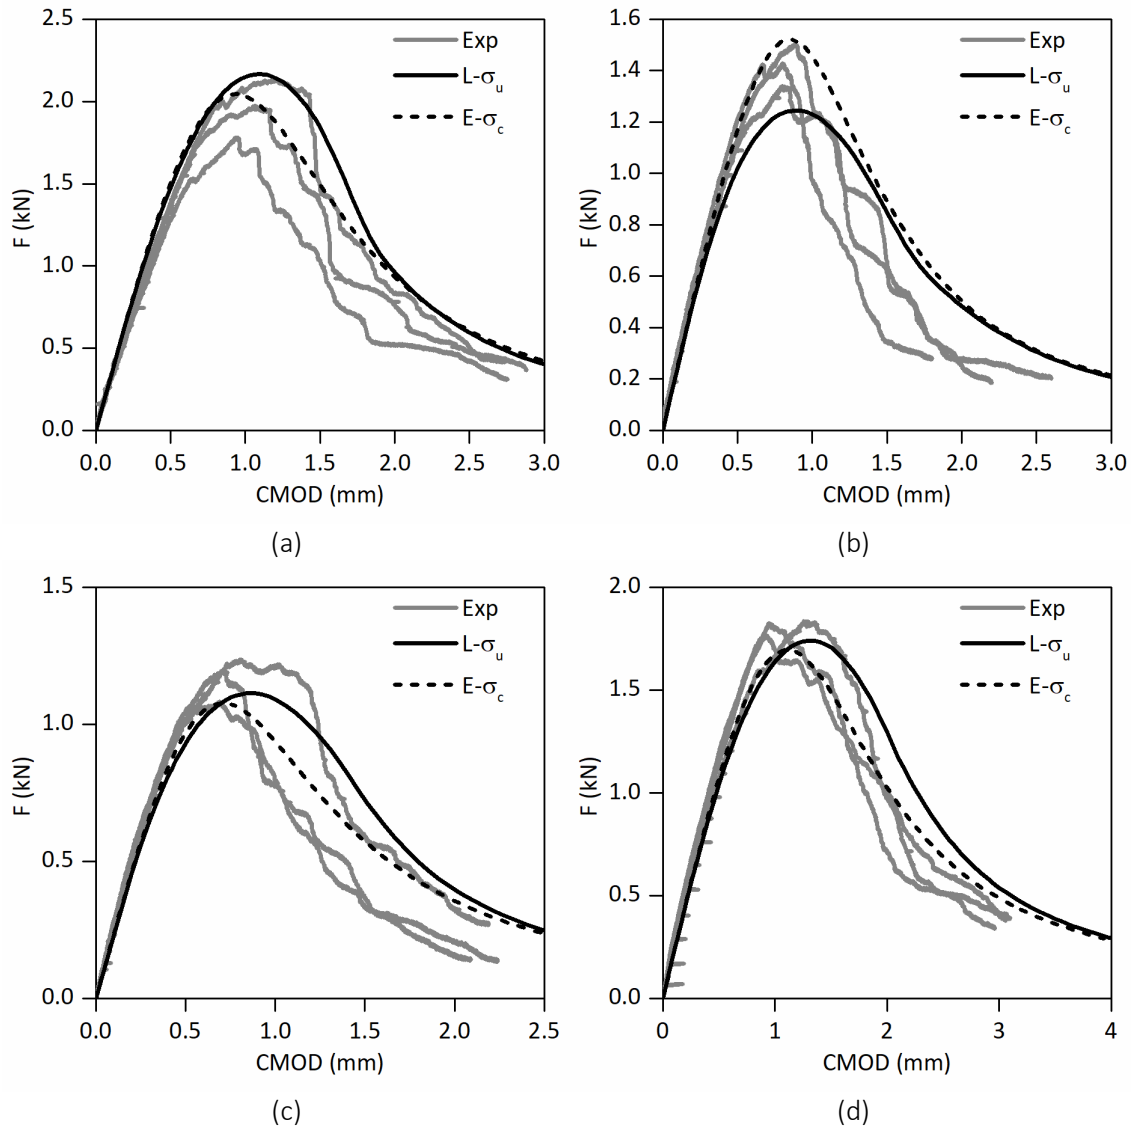 2.5
2.0
1.5
1.0
0.5
0.0
F (kN)
Exp
L-σu
E-σc
0.0 0.5 1.0 1.5 2.0 2.5 3.0
CMOD (mm)
(a)
1.6
1.4
1.2
1.0
0.8
0.6
0.4
0.2
0.0
F (kN)
Exp
L-σu
E-σc
0.0 0.5 1.0 1.5 2.0 2.5 3.0
CMOD (mm)
(b)
1.5
1.0
0.5
0.0
F (kN)
Exp
L-σu
E-σc
0.0 0.5 1.0 1.5 2.0 2.5
CMOD (mm)
(c)
2.0
1.5
1.0
0.5
0.0
F (kN)
Exp
L-σu
E-σc
0 1 2 3 4
CMOD (mm)
(d)